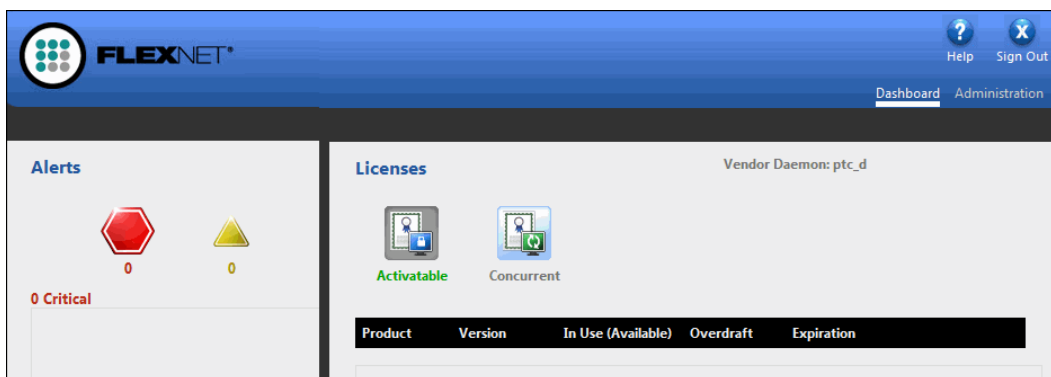 FLEXNET®
Help Sign Out
Dashboard Administration
Alerts
0 0
0 Critical
Licenses
Vendor Daemon: ptc_d
Activatable Concurrent
Product Version In Use (Available) Overdraft Expiration